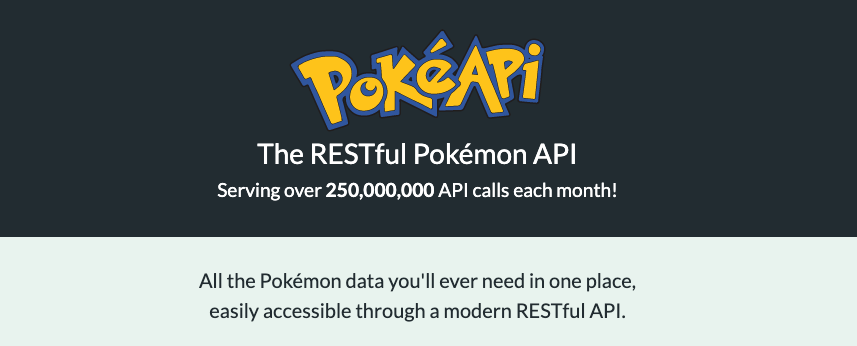 PokéAPi
The RESTful Pokémon API
Serving over 250,000,000 API calls each month!
All the Pokémon data you'll ever need in one place,
easily accessible through a modern RESTful API.